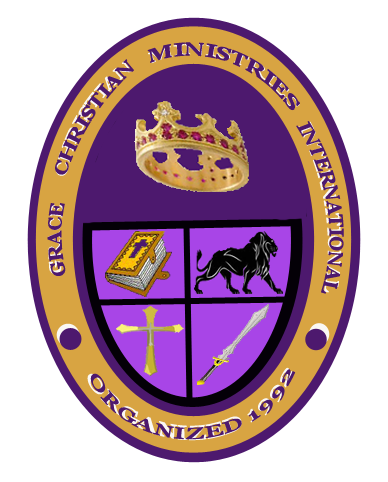 GRACE CHRISTIAN MINISTRIES INTERNATIONAL
ORGANIZED 1992